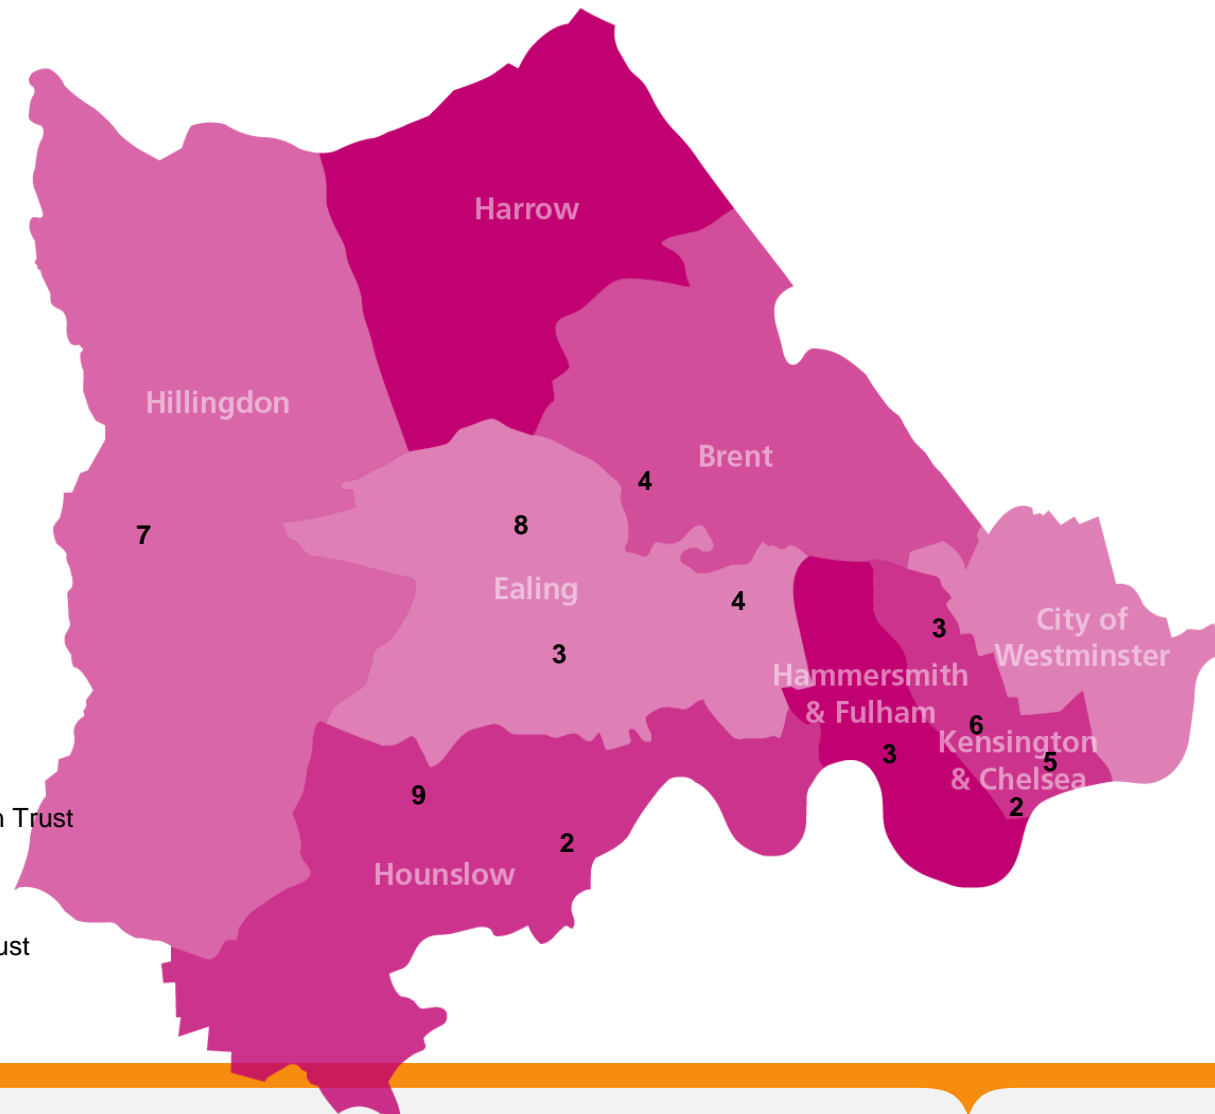 Harrow
Hillingdon
Brent
4
8
7
Ealing
4
City of
Westminster
3
3
Hammersmith
& Fulham
6
Kensington
& Chelsea
3
5
2
9
Trust
2
Hounslow